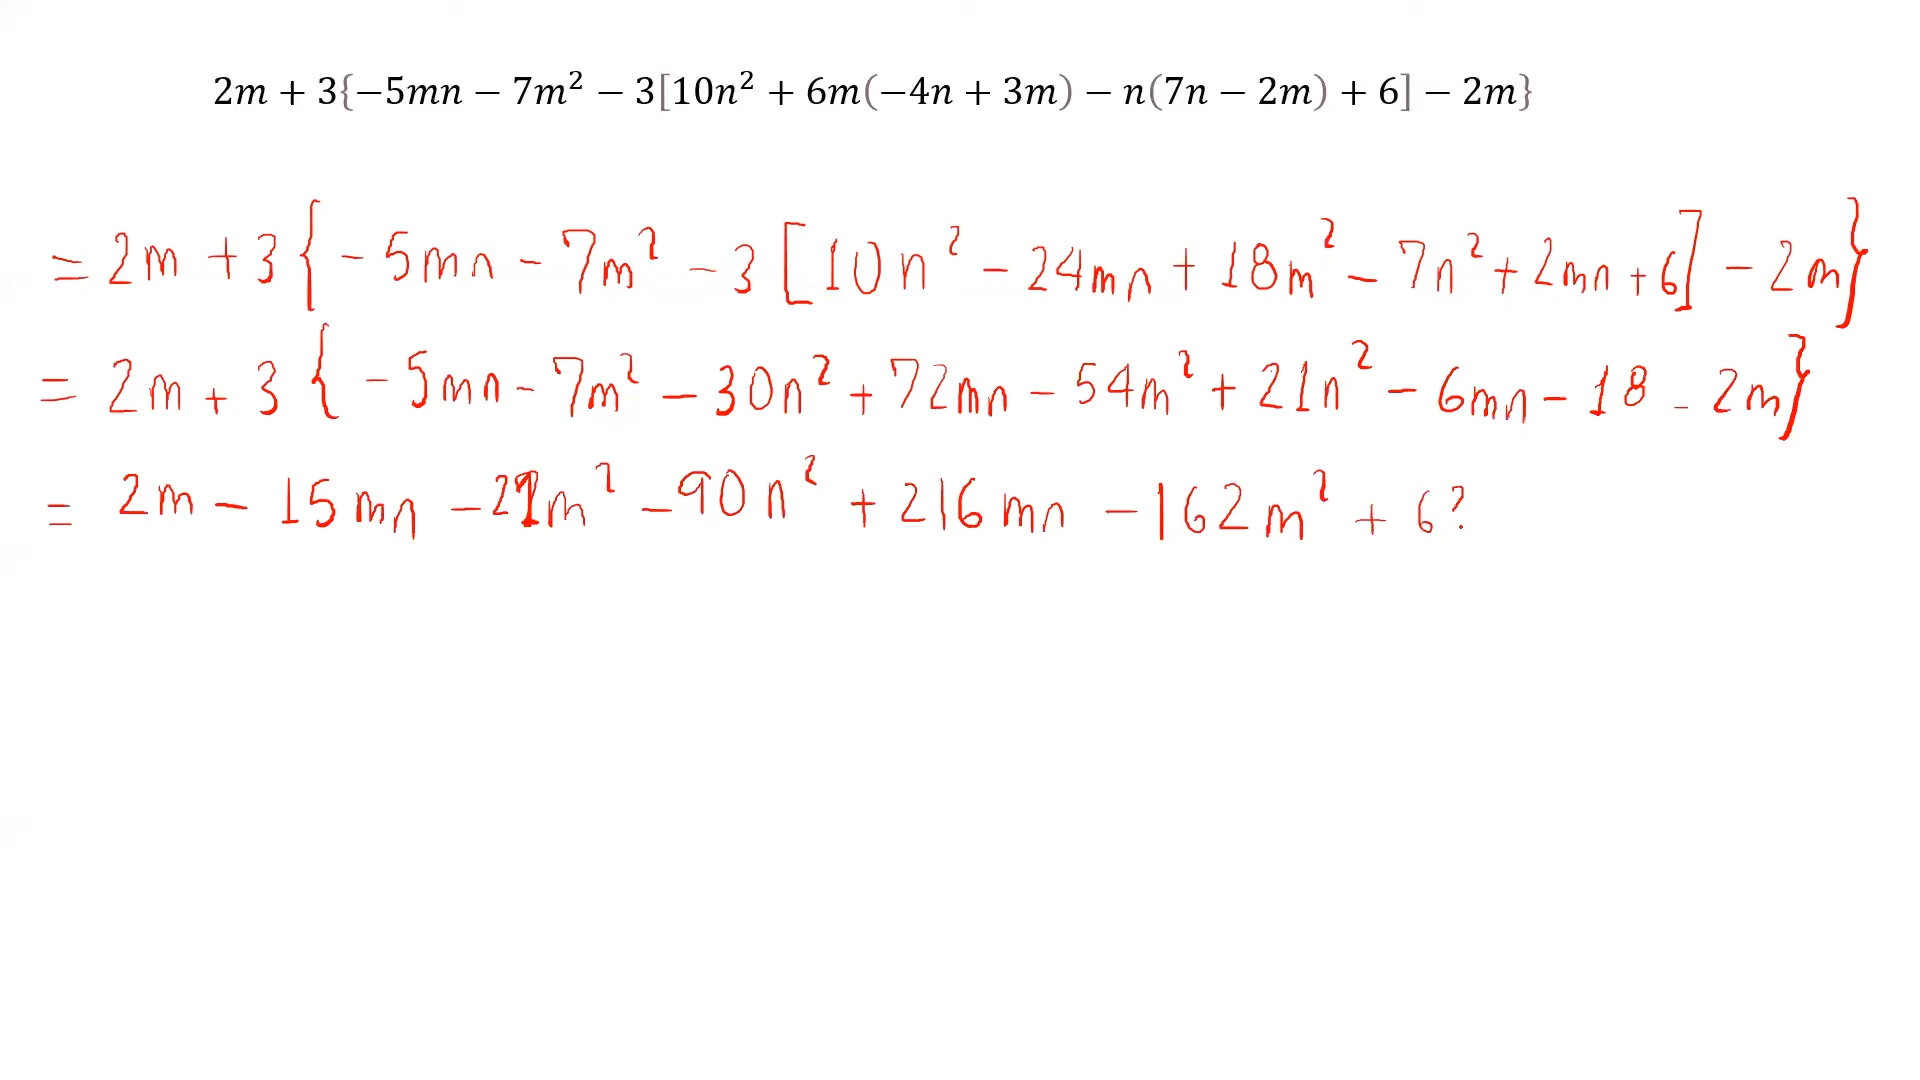 2m + 3{−5mn − 7m² − 3[10n² + 6m(−4n + 3m) − n(7n − 2m) + 6] − 2m}
= 2m + 3{ - 5mn - 7m² - 3[10n² - 24mn + 18m² - 7n² + 2mn + 6] - 2m}
= 2m + 3{ - 5mn - 7m² - 30n² + 72mn - 54m² + 21n² - 6mn - 18 - 2m}
= 2m - 15mn - 21m² - 90n² + 216mn - 162m² + 6?